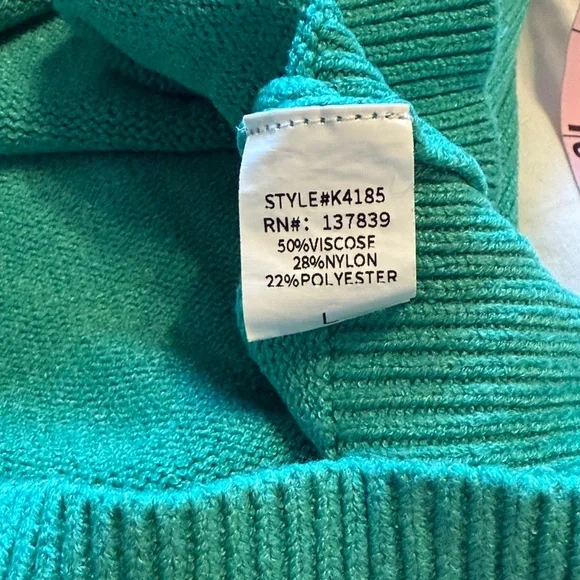 STYLE#K4185
RN#: 137839
50%VISCOSE
28%NYLON
22%POLYESTER
L